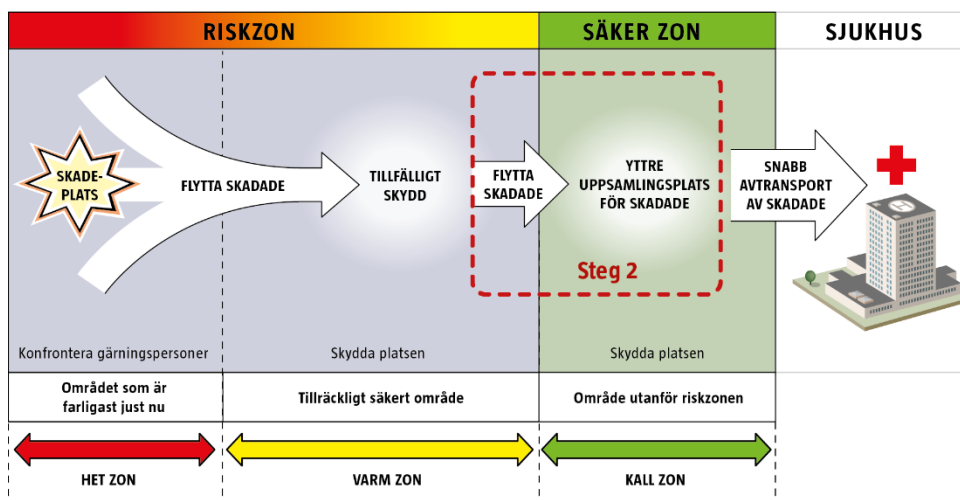 RISKZON
SÄKER ZON
SJUKHUS
SKADE-
PLATS
FLYTTA SKADADE
TILLFÄLLIGT
SKYDD
FLYTTA
SKADADE
YTTRE
UPPSAMLINGSPLATS
FÖR SKADADE
SNABB
AVTRANSPORT
AV SKADADE
H
Steg 2
Konfrontera gärningspersoner
Skydda platsen
Skydda platsen
Området som är
farligast just nu
Tillräckligt säkert område
Område utanför riskzonen
HET ZON
VARM ZON
KALL ZON